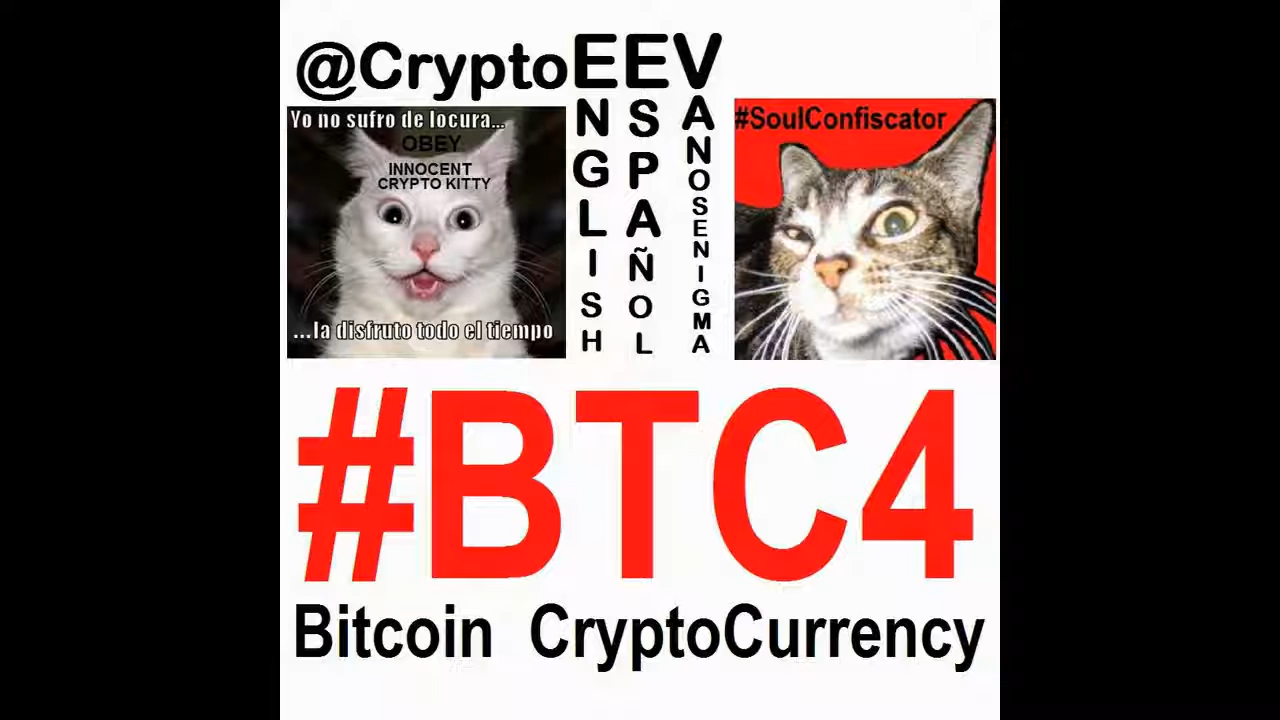 @CryptoEEV
Yo no sufro de locura...
OBEY
INNOCENT
CRYPTO KITTY
...la disfruto todo el tiempo
ENGLISH
ESPAÑOL
VANOSENIGMA
#SoulConfiscator
#BTC4
Bitcoin CryptoCurrency